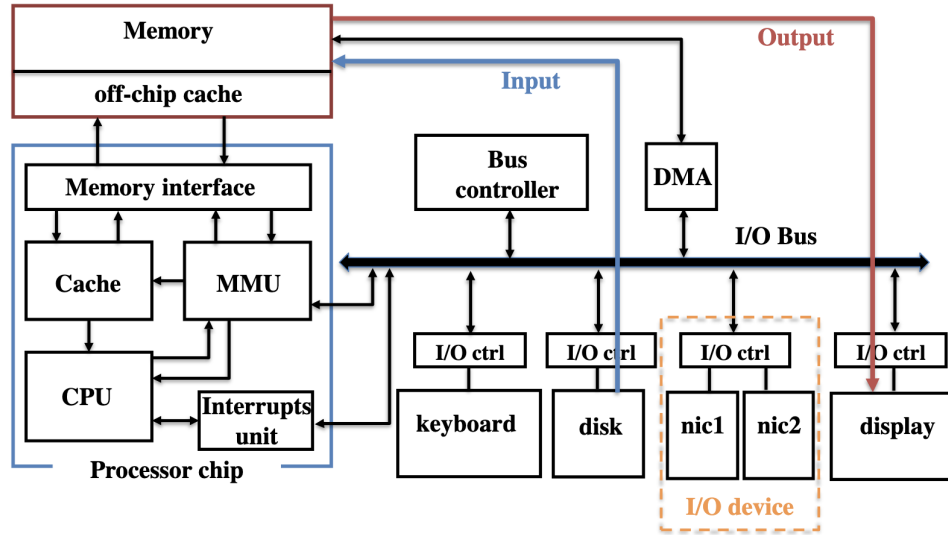 Memory
off-chip cache
Output
Input
Memory interface
Bus
controller
DMA
I/O Bus
Cache
MMU
CPU
Interrupts
unit
Processor chip
I/O ctrl
I/O ctrl
I/O ctrl
I/O ctrl
keyboard
disk
nic1
nic2
display
I/O device